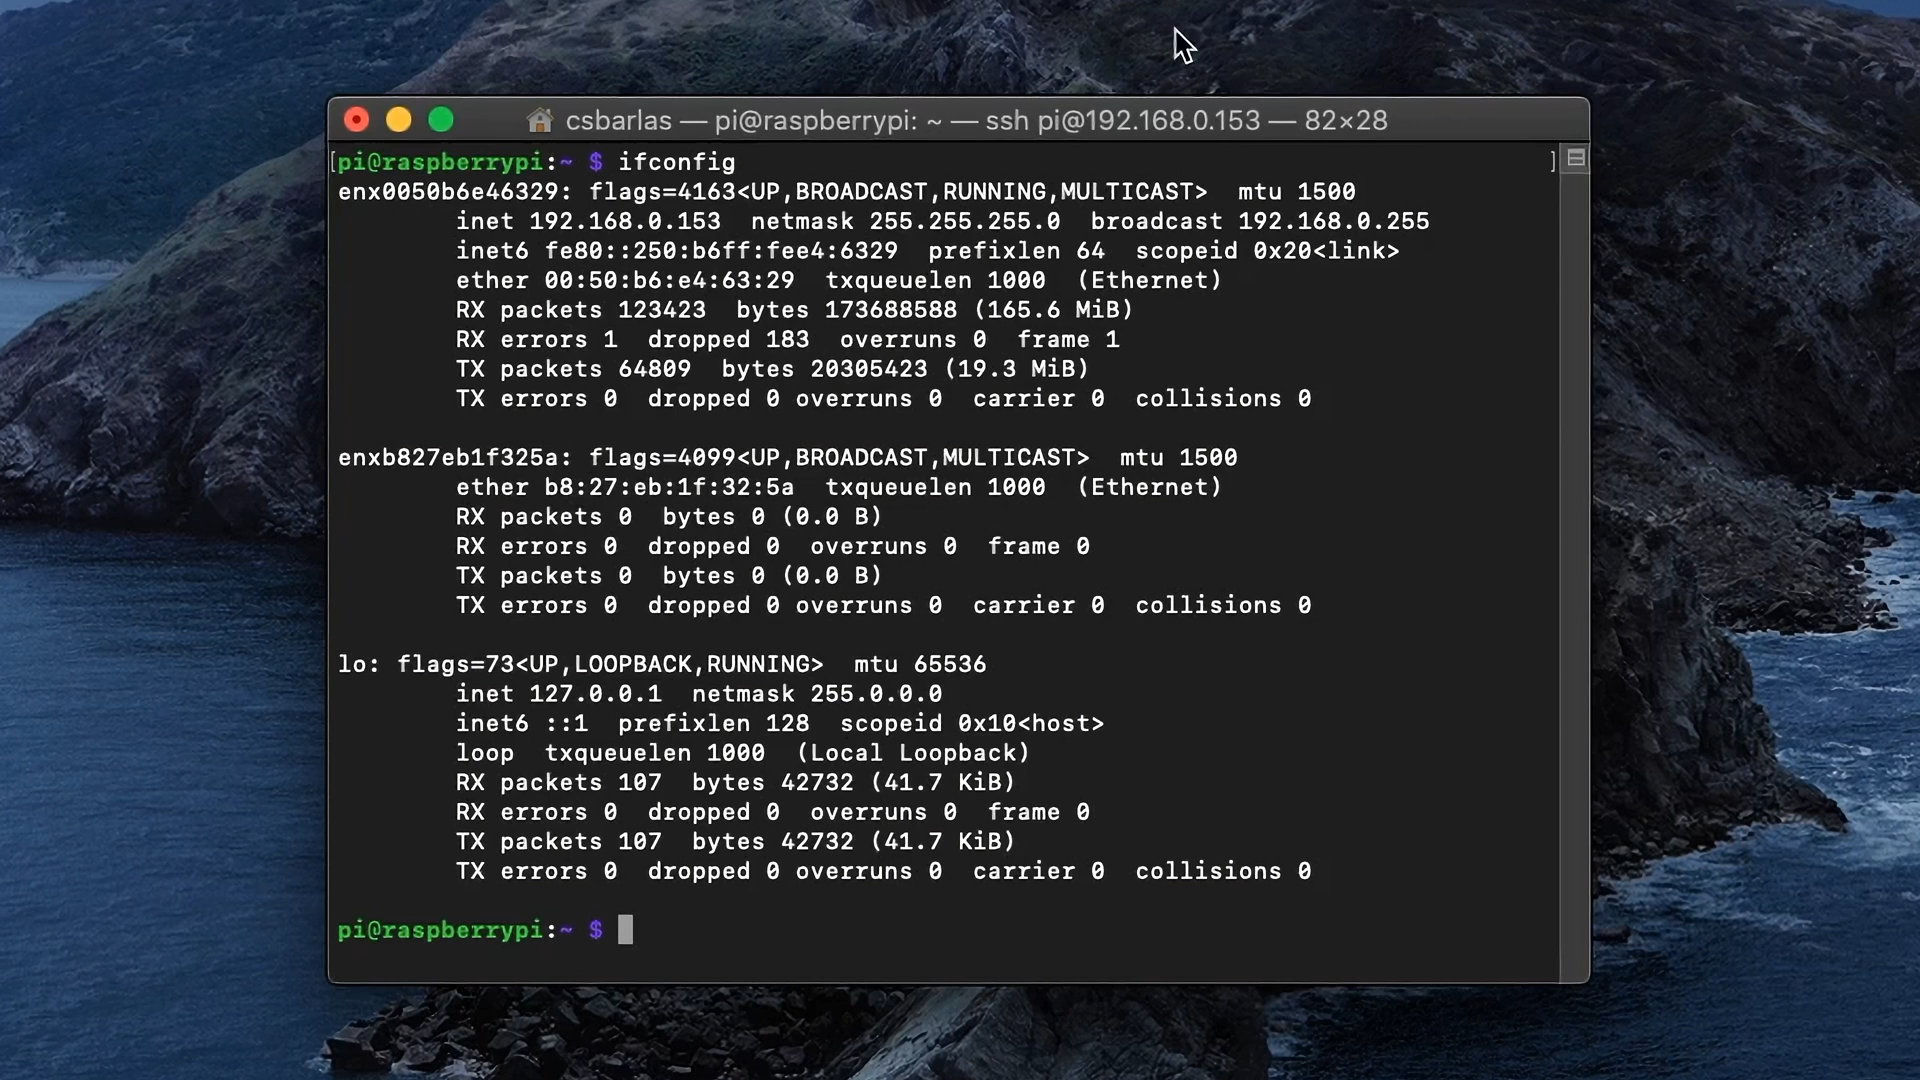 csbarlas — pi@raspberrypi: ~ — ssh pi@192.168.0.153 — 82×28
[pi@raspberrypi:~ $ ifconfig ]
enx0050b6e46329: flags=4163<UP,BROADCAST,RUNNING,MULTICAST>  mtu 1500
        inet 192.168.0.153  netmask 255.255.255.0  broadcast 192.168.0.255
        inet6 fe80::250:b6ff:fee4:6329  prefixlen 64  scopeid 0x20<link>
        ether 00:50:b6:e4:63:29  txqueuelen 1000  (Ethernet)
        RX packets 123423  bytes 173688588 (165.6 MiB)
        RX errors 1  dropped 183  overruns 0  frame 1
        TX packets 64809  bytes 20305423 (19.3 MiB)
        TX errors 0  dropped 0 overruns 0  carrier 0  collisions 0
enxb827eb1f325a: flags=4099<UP,BROADCAST,MULTICAST>  mtu 1500
        ether b8:27:eb:1f:32:5a  txqueuelen 1000  (Ethernet)
        RX packets 0  bytes 0 (0.0 B)
        RX errors 0  dropped 0  overruns 0  frame 0
        TX packets 0  bytes 0 (0.0 B)
        TX errors 0  dropped 0 overruns 0  carrier 0  collisions 0
lo: flags=73<UP,LOOPBACK,RUNNING>  mtu 65536
        inet 127.0.0.1  netmask 255.0.0.0
        inet6 ::1  prefixlen 128  scopeid 0x10<host>
        loop  txqueuelen 1000  (Local Loopback)
        RX packets 107  bytes 42732 (41.7 KiB)
        RX errors 0  dropped 0  overruns 0  frame 0
        TX packets 107  bytes 42732 (41.7 KiB)
        TX errors 0  dropped 0 overruns 0  carrier 0  collisions 0
pi@raspberrypi:~ $